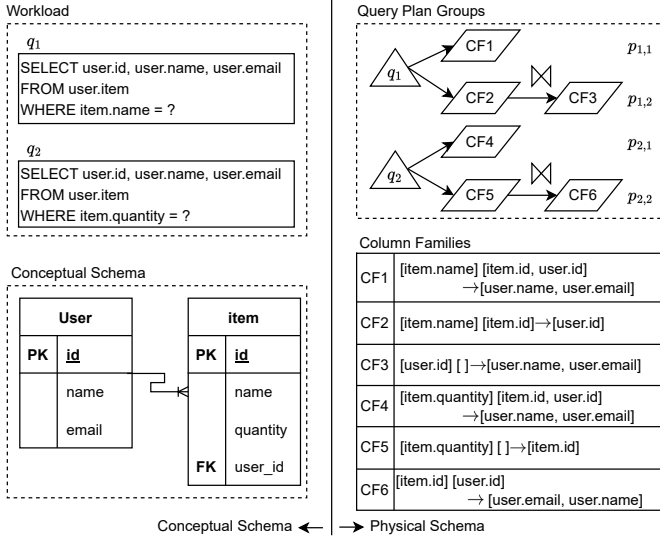 Workload
q1
SELECT user.id, user.name, user.email
FROM user.item
WHERE item.name = ?
q2
SELECT user.id, user.name, user.email
FROM user.item
WHERE item.quantity = ?
Conceptual Schema
User
PK id
name
email
item
PK id
name
quantity
FK user_id
Query Plan Groups
q1
CF1
p1,1
CF2
CF3
p1,2
q2
CF4
p2,1
CF5
CF6
p2,2
Column Families
CF1 [item.name] [item.id, user.id]
→[user.name, user.email]
CF2 [item.name] [item.id]→[user.id]
CF3 [user.id] [ ]→[user.name, user.email]
CF4 [item.quantity] [item.id, user.id]
→[user.name, user.email]
CF5 [item.quantity] [ ]→[item.id]
CF6 [item.id] [user.id]
→ [user.email, user.name]
Conceptual Schema ← → Physical Schema